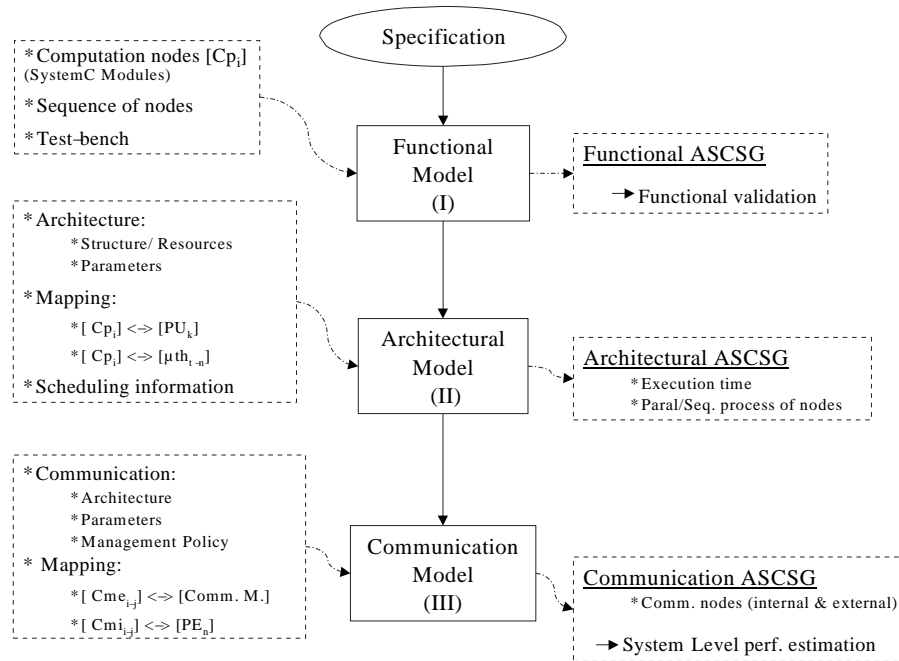 Specification
* Computation nodes [Cp_i]
(SystemC Modules)
* Sequence of nodes
* Test-bench
Functional
Model
(I)
Functional ASCSG
→ Functional validation
* Architecture:
* Structure/ Resources
* Parameters
* Mapping:
* [ Cp_i] <-> [PU_k]
* [ Cp_i] <-> [µth_t-n]
* Scheduling information
Architectural
Model
(II)
Architectural ASCSG
* Execution time
* Paral/Seq. process of nodes
* Communication:
* Architecture
* Parameters
* Management Policy
* Mapping:
* [ Cme_i-j] <-> [Comm. M.]
* [ Cmi_i-j] <-> [PE_n]
Communication
Model
(III)
Communication ASCSG
* Comm. nodes (internal & external)
→ System Level perf. estimation